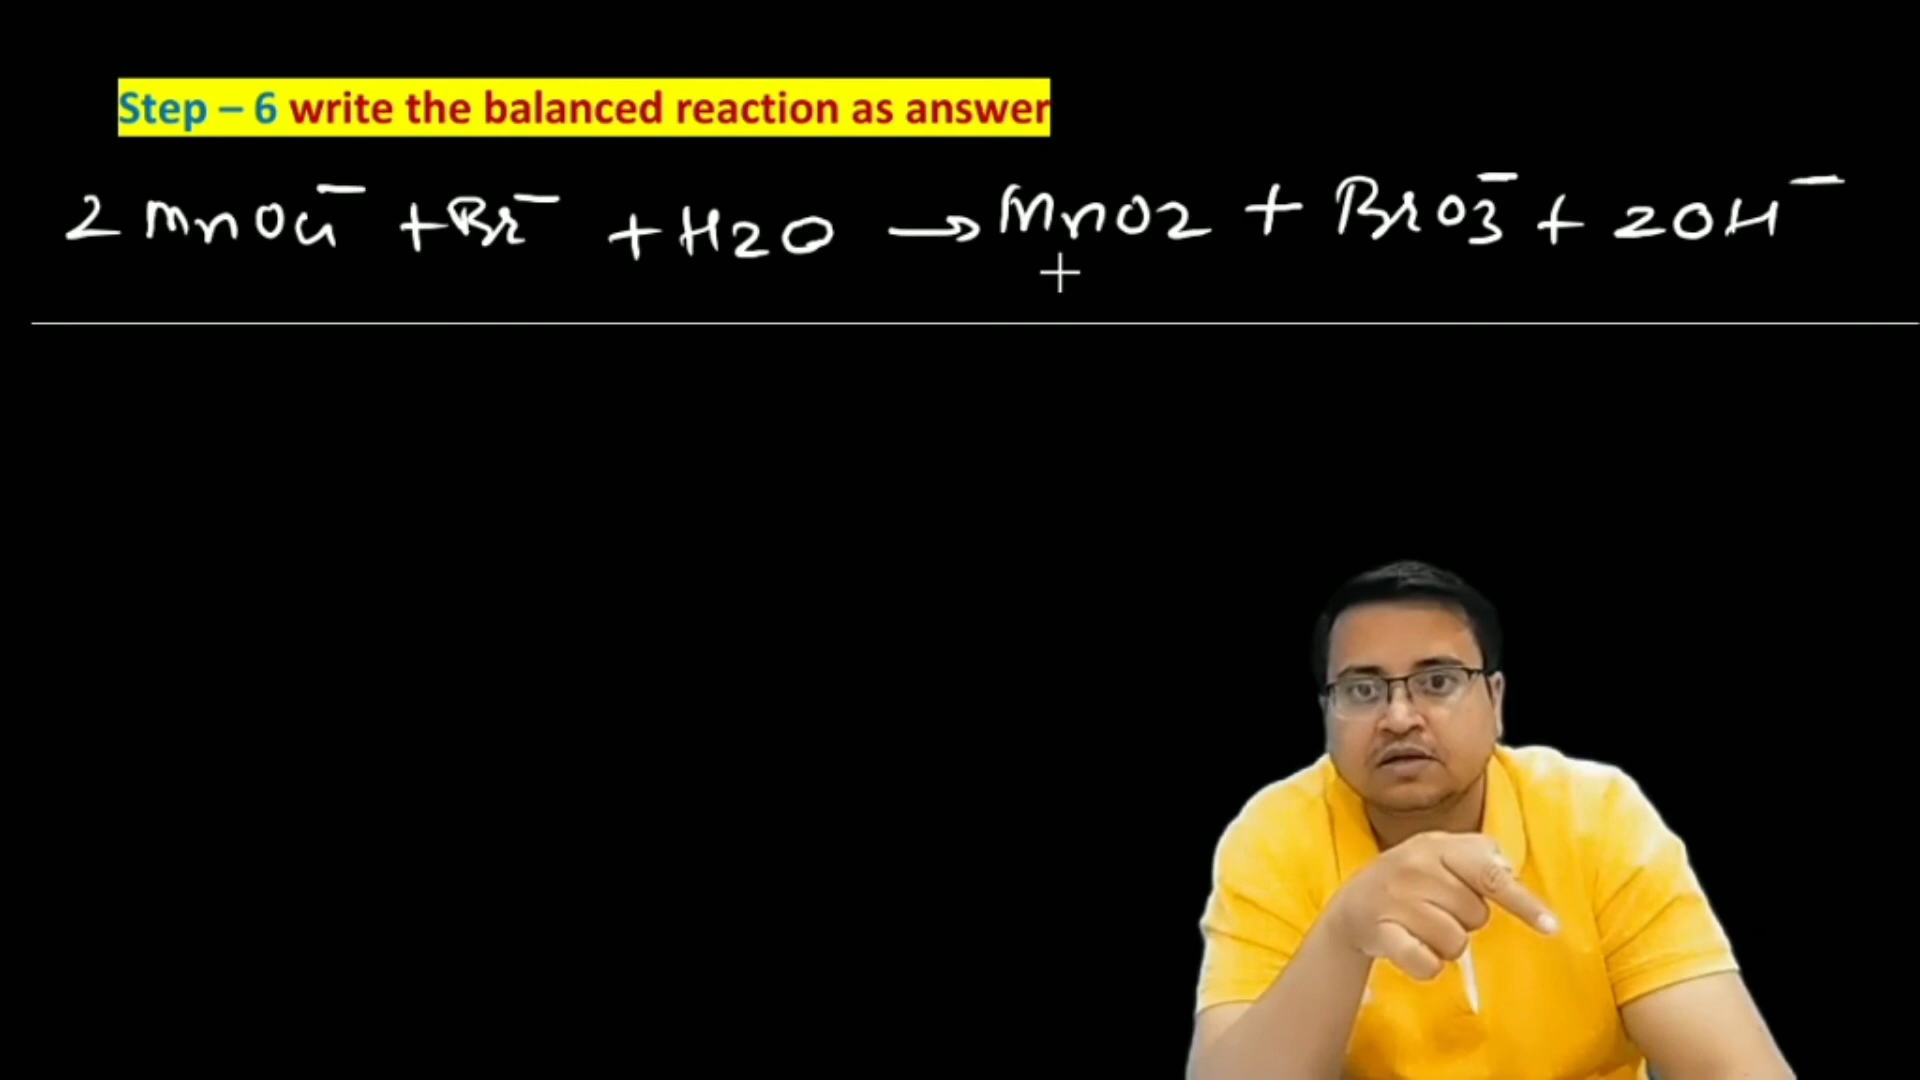 Step – 6 write the balanced reaction as answer
2 MnO4⁻ + Br⁻ + H2O → MnO2 + BrO3⁻ + 2OH⁻